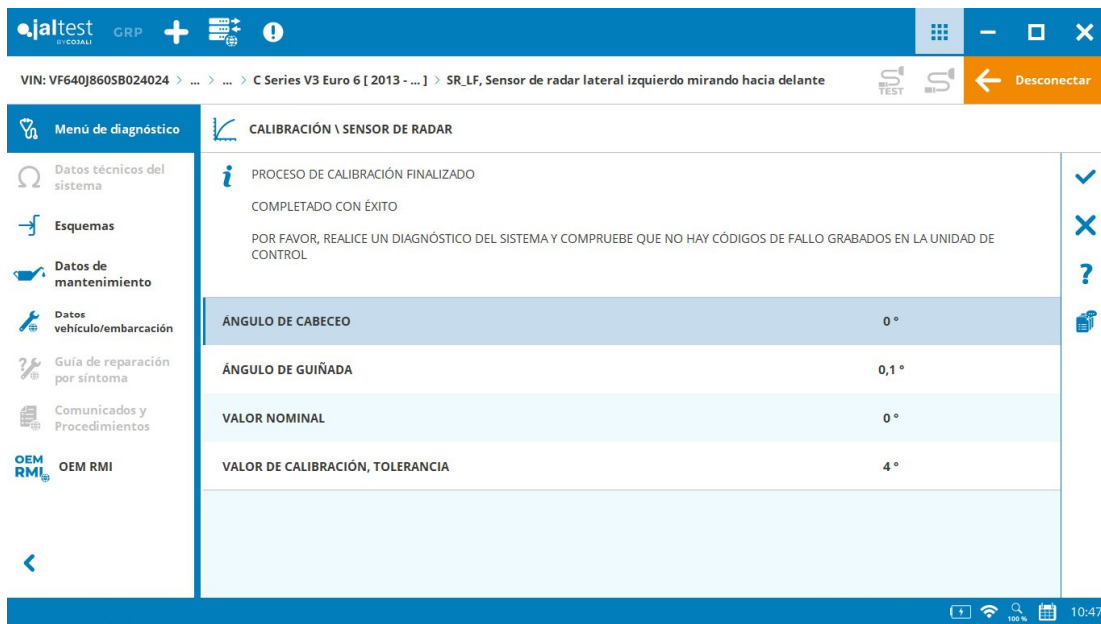 jaltest GRP
BY COJALI
VIN: VF640J860SB024024 > ... > ... > C Series V3 Euro 6 [ 2013 - ... ] > SR_LF, Sensor de radar lateral izquierdo mirando hacia delante
TEST
Desconectar
Menú de diagnóstico
Datos técnicos del
sistema
Esquemas
Datos de
mantenimiento
Datos
vehículo/embarcación
Guía de reparación
por síntoma
Comunicados y
Procedimientos
OEM
RMI
OEM RMI
CALIBRACIÓN \ SENSOR DE RADAR
PROCESO DE CALIBRACIÓN FINALIZADO
COMPLETADO CON ÉXITO
POR FAVOR, REALICE UN DIAGNÓSTICO DEL SISTEMA Y COMPRUEBE QUE NO HAY CÓDIGOS DE FALLO GRABADOS EN LA UNIDAD DE
CONTROL
ÁNGULO DE CABECEO 0 °
ÁNGULO DE GUIÑADA 0,1 °
VALOR NOMINAL 0 °
VALOR DE CALIBRACIÓN, TOLERANCIA 4 °
100 %
10:47